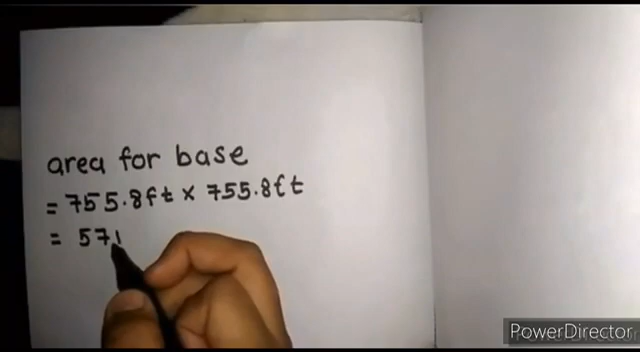 area for base
= 755.8ft x 755.8ft
= 571
PowerDirector